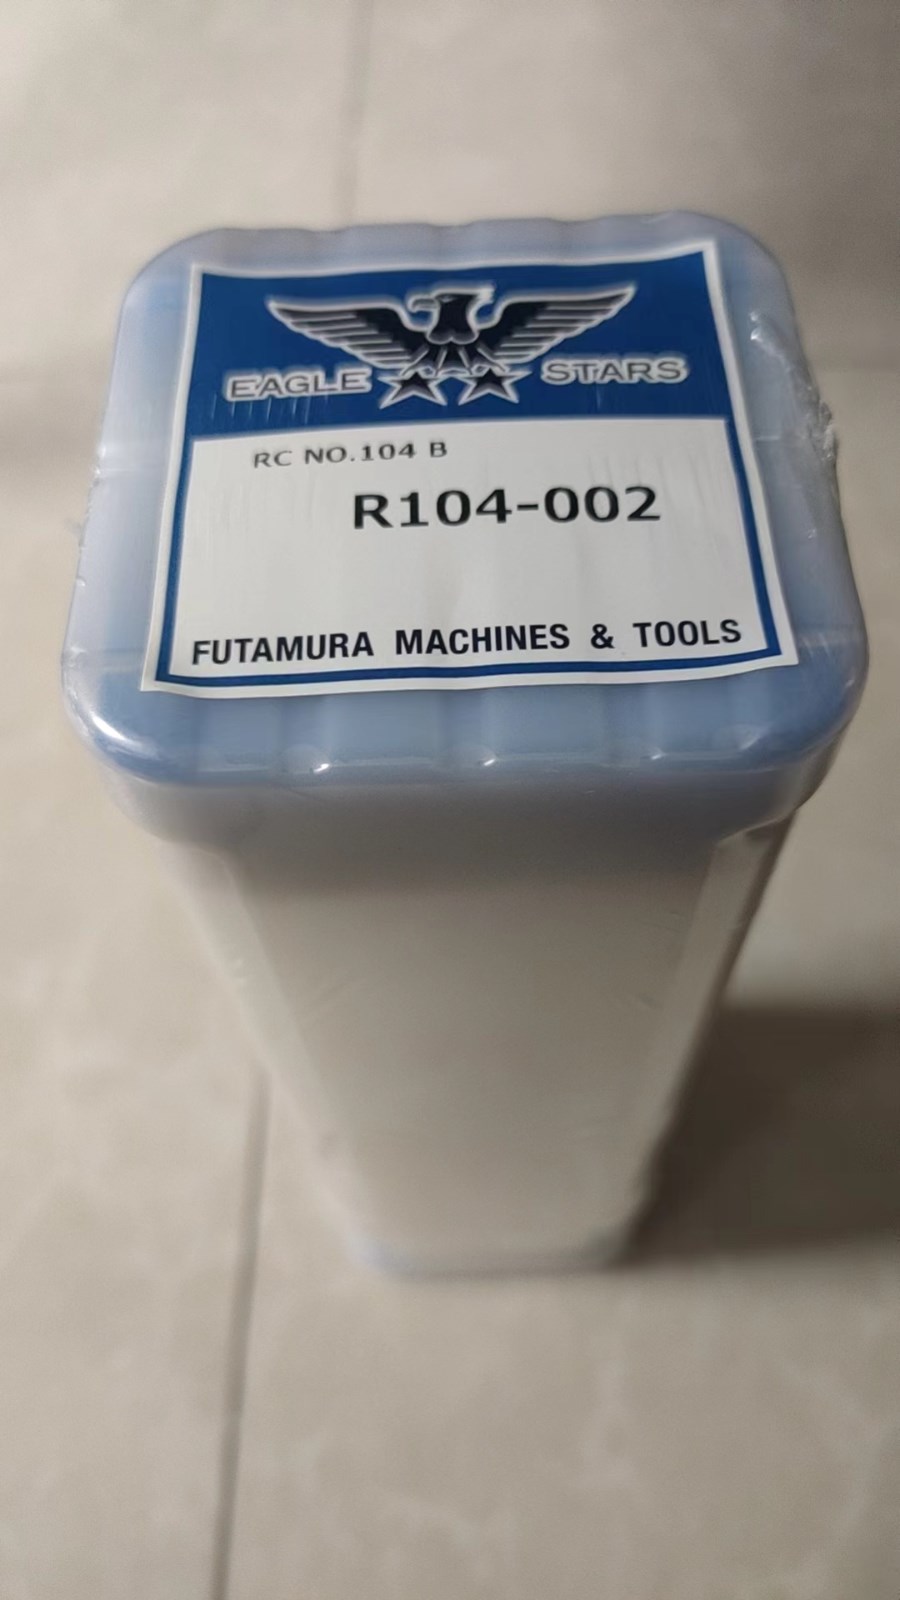 EAGLE STARS
RC NO.104 B
R104-002
FUTAMURA MACHINES & TOOLS